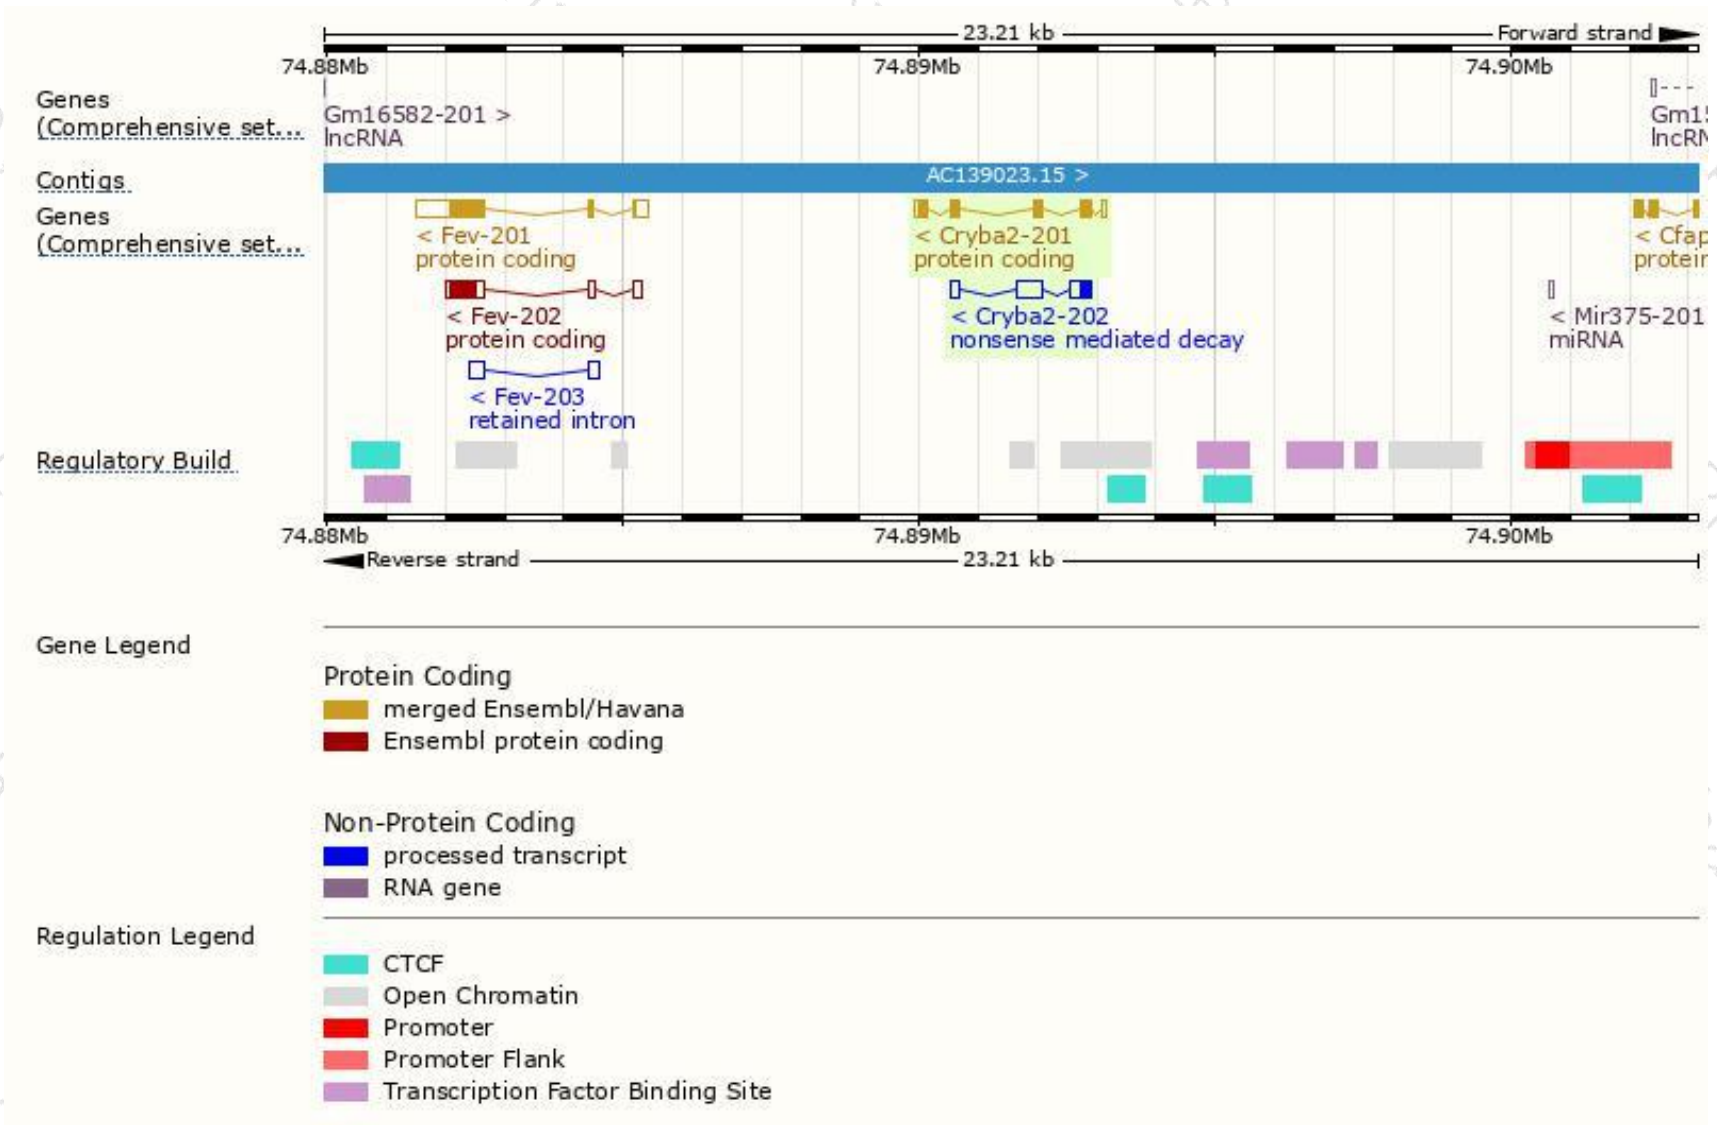 23.21 kb
Forward strand
74.88Mb 74.89Mb 74.90Mb
Genes
(Comprehensive set...
Gm16582-201 >
lncRNA
Gm1
lncR
Contigs
AC139023.15 >
Genes
(Comprehensive set...
< Fev-201
protein coding
< Cryba2-201
protein coding
< Cfap
protein
< Fev-202
protein coding
< Cryba2-202
nonsense mediated decay
< Mir375-201
miRNA
< Fev-203
retained intron
Regulatory Build
74.88Mb 74.89Mb 74.90Mb
Reverse strand
23.21 kb
Gene Legend
Protein Coding
merged Ensembl/Havana
Ensembl protein coding
Non-Protein Coding
processed transcript
RNA gene
Regulation Legend
CTCF
Open Chromatin
Promoter
Promoter Flank
Transcription Factor Binding Site